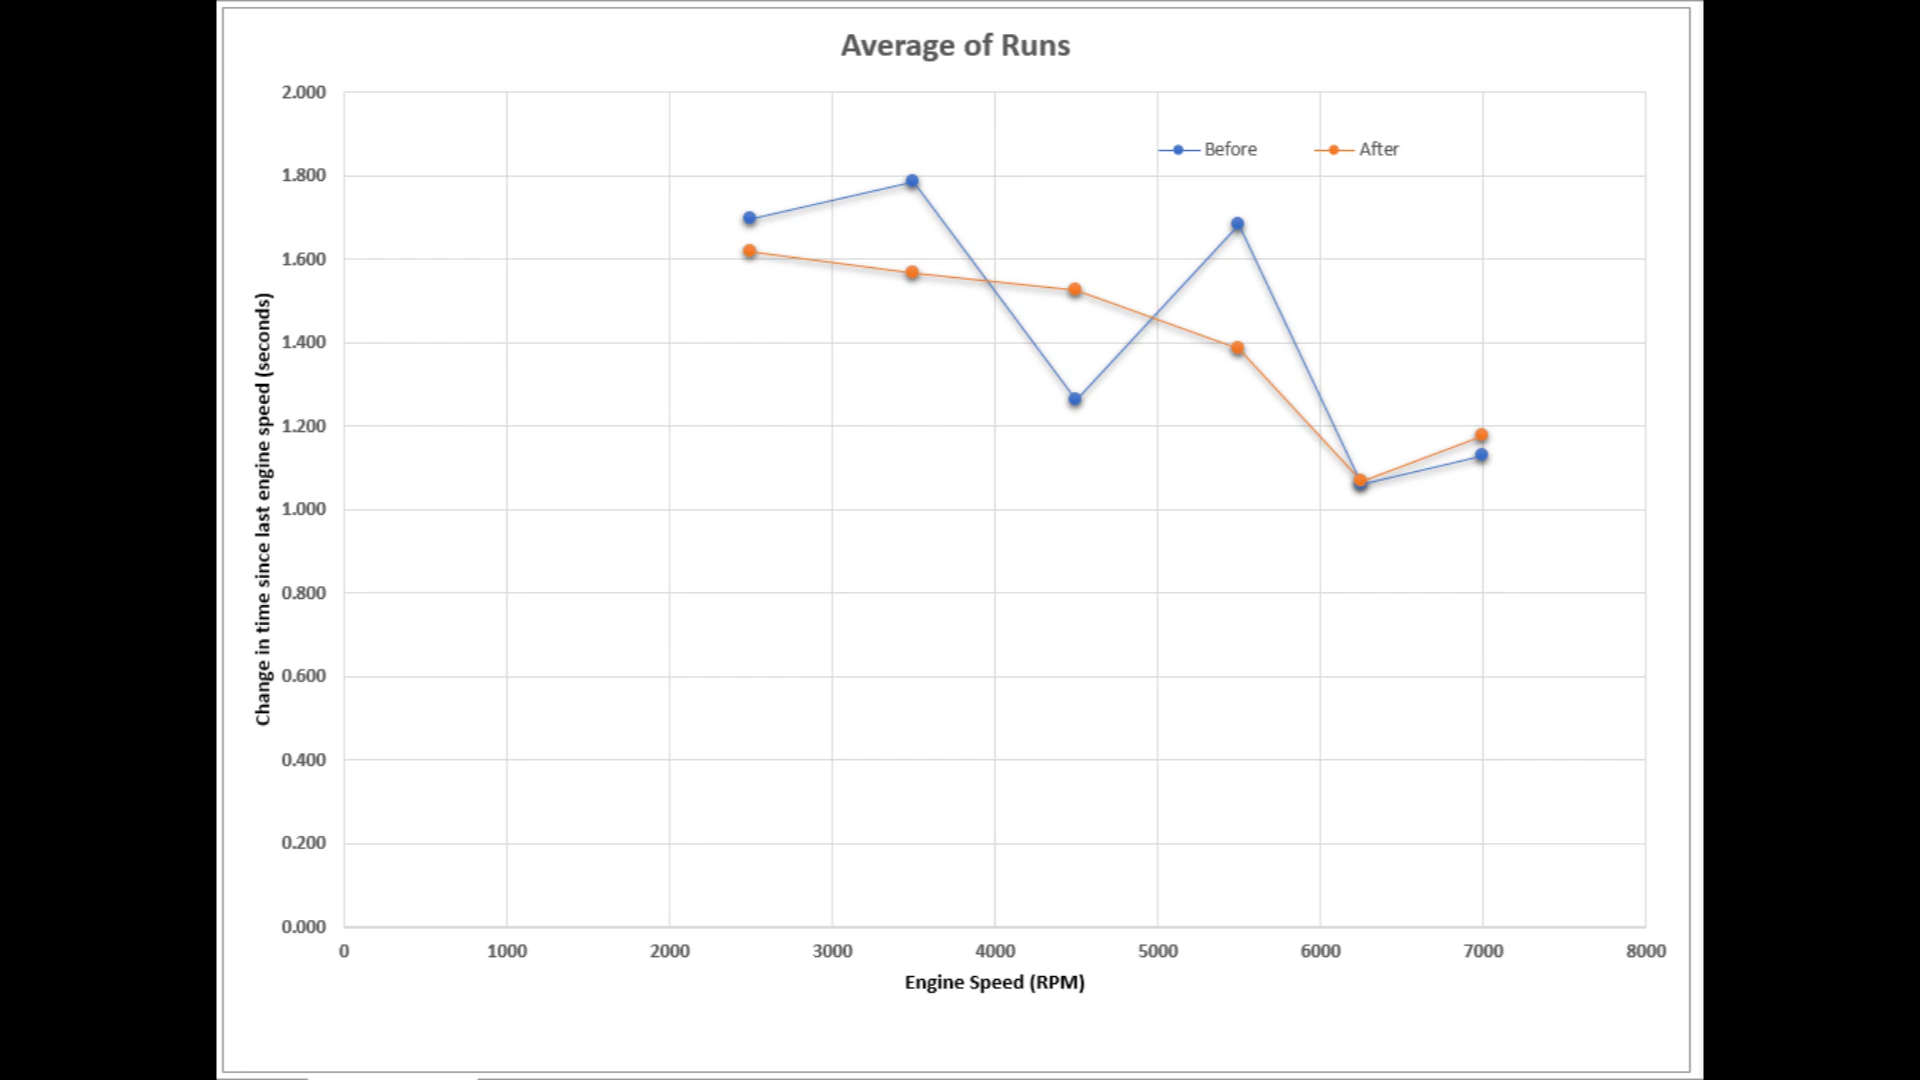 Average of Runs
2.000
Before After
1.800
1.600
1.400
1.200
1.000
0.800
0.600
0.400
0.200
0.000
Change in time since last engine speed (seconds)
0 1000 2000 3000 4000 5000 6000 7000 8000
Engine Speed (RPM)